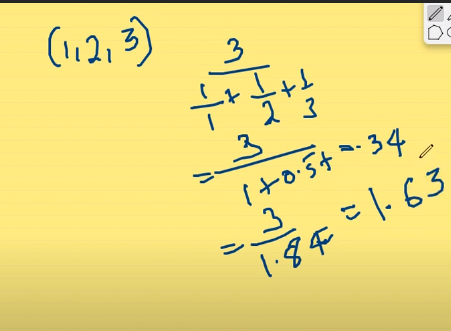 (1,2,3)
3
1/1 + 1/2 + 1/3
= 3
1+0.5+ = .34
= 3/1.84 = 1.63